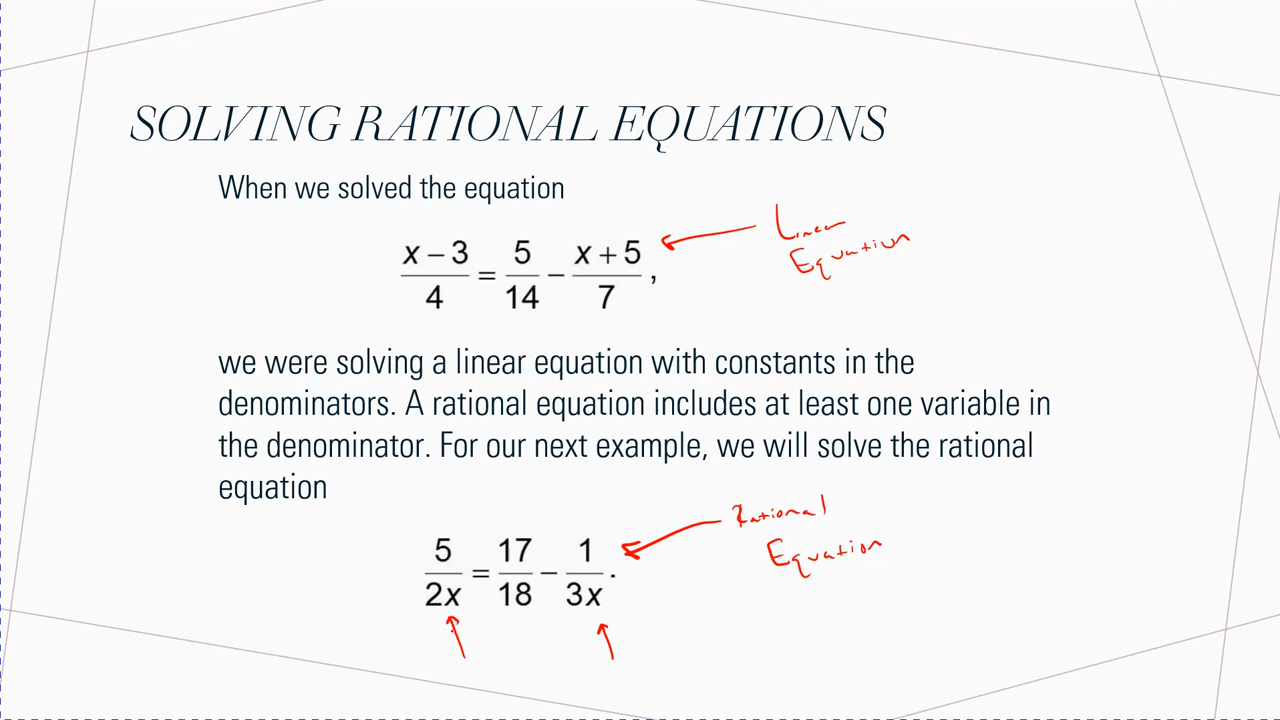 SOLVING RATIONAL EQUATIONS
When we solved the equation
x – 3 / 4 = 5 / 14 – x + 5 / 7 ,
Linear
Equation
we were solving a linear equation with constants in the
denominators. A rational equation includes at least one variable in
the denominator. For our next example, we will solve the rational
equation
5 / 2x = 17 / 18 – 1 / 3x .
Rational
Equation